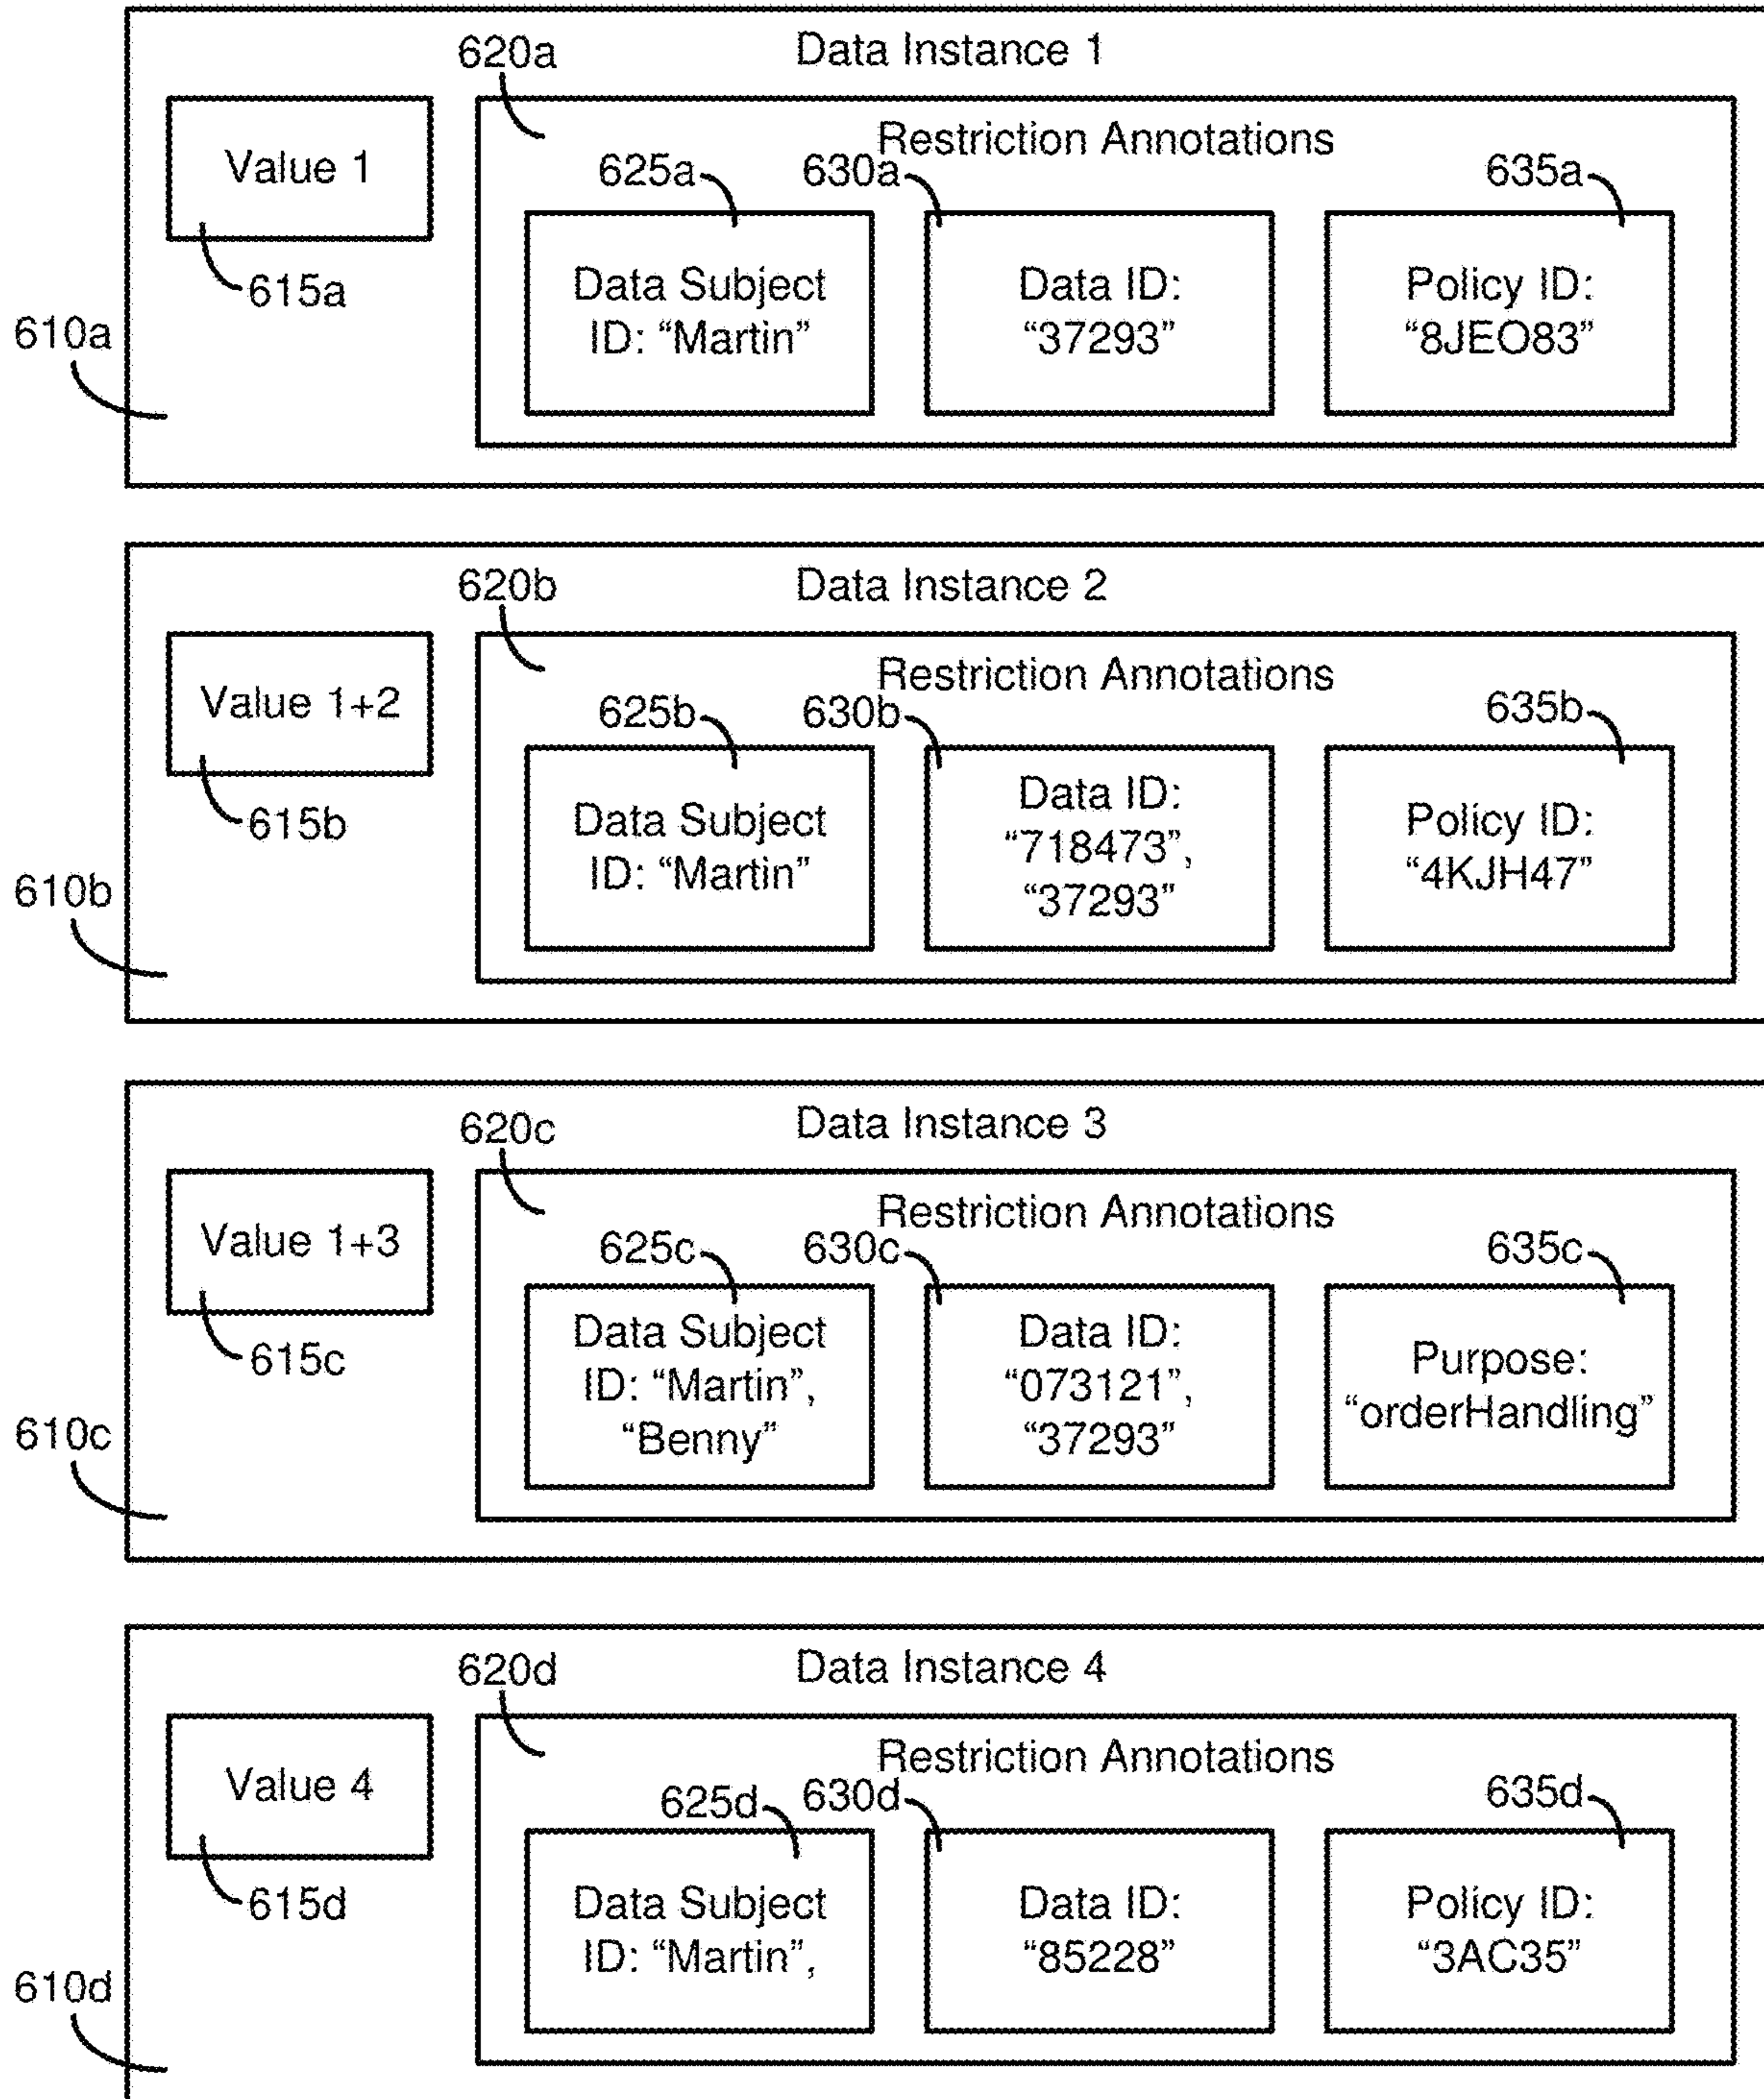 620a
Data Instance 1
Value 1
Restriction Annotations
625a
630a
635a
615a
610a
Data Subject
ID: “Martin”
Data ID:
“37293”
Policy ID:
“8JEO83”
620b
Data Instance 2
Value 1+2
Restriction Annotations
625b
630b
635b
615b
610b
Data Subject
ID: “Martin”
Data ID:
“718473”,
“37293”
Policy ID:
“4KJH47”
620c
Data Instance 3
Value 1+3
Restriction Annotations
625c
630c
635c
615c
610c
Data Subject
ID: “Martin”,
“Benny”
Data ID:
“073121”,
“37293”
Purpose:
“orderHandling”
620d
Data Instance 4
Value 4
Restriction Annotations
625d
630d
635d
615d
610d
Data Subject
ID: “Martin”,
Data ID:
“85228”
Policy ID:
“3AC35”